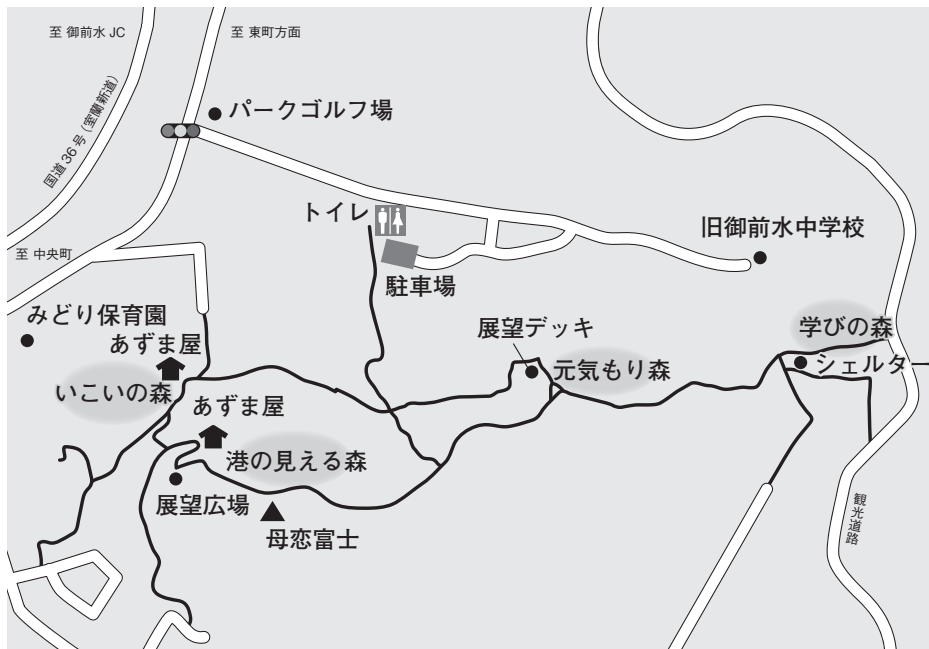 至 御前水 JC
至 東町方面
国道36号（室蘭新道）
パークゴルフ場
トイレ
旧御前水中学校
至 中央町
駐車場
みどり保育園
展望デッキ
学びの森
あずま屋
シェルタ
元気もり森
いこいの森
あずま屋
港の見える森
展望広場
観光道路
母恋富士